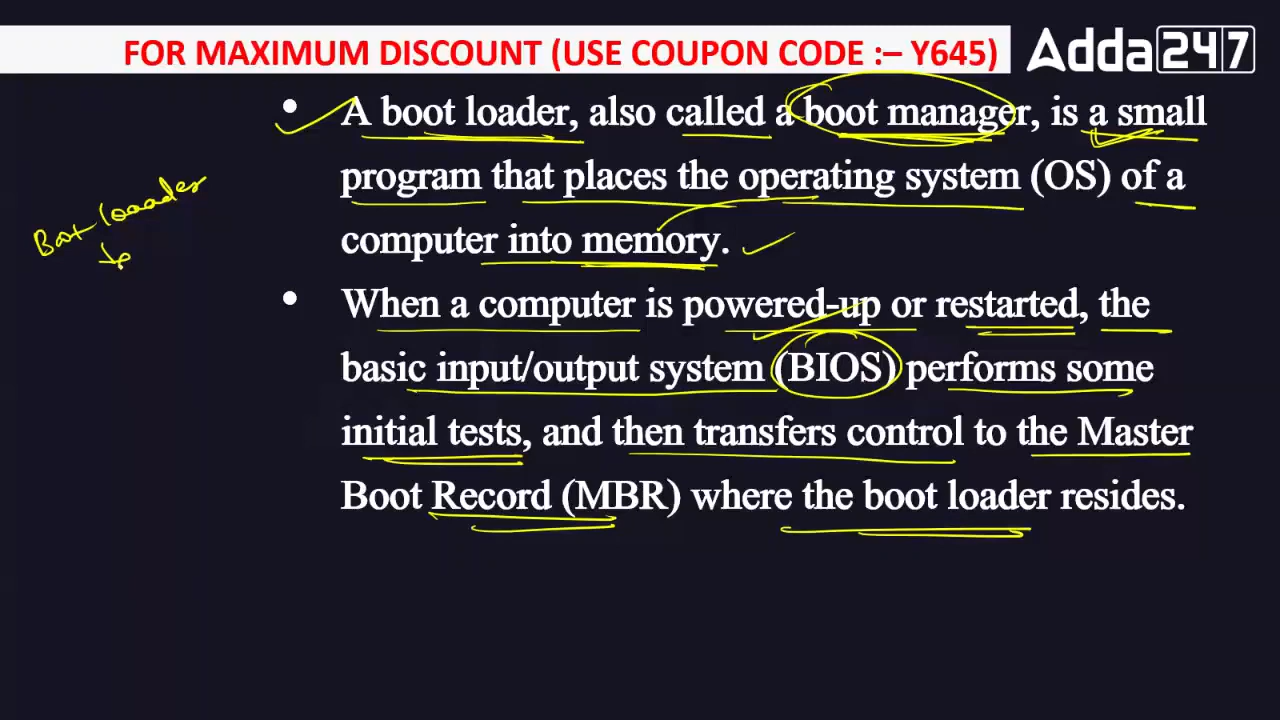 FOR MAXIMUM DISCOUNT (USE COUPON CODE :– Y645)
Adda247
• A boot loader, also called a boot manager, is a small
program that places the operating system (OS) of a
computer into memory.
Boot loader
• When a computer is powered-up or restarted, the
basic input/output system (BIOS) performs some
initial tests, and then transfers control to the Master
Boot Record (MBR) where the boot loader resides.